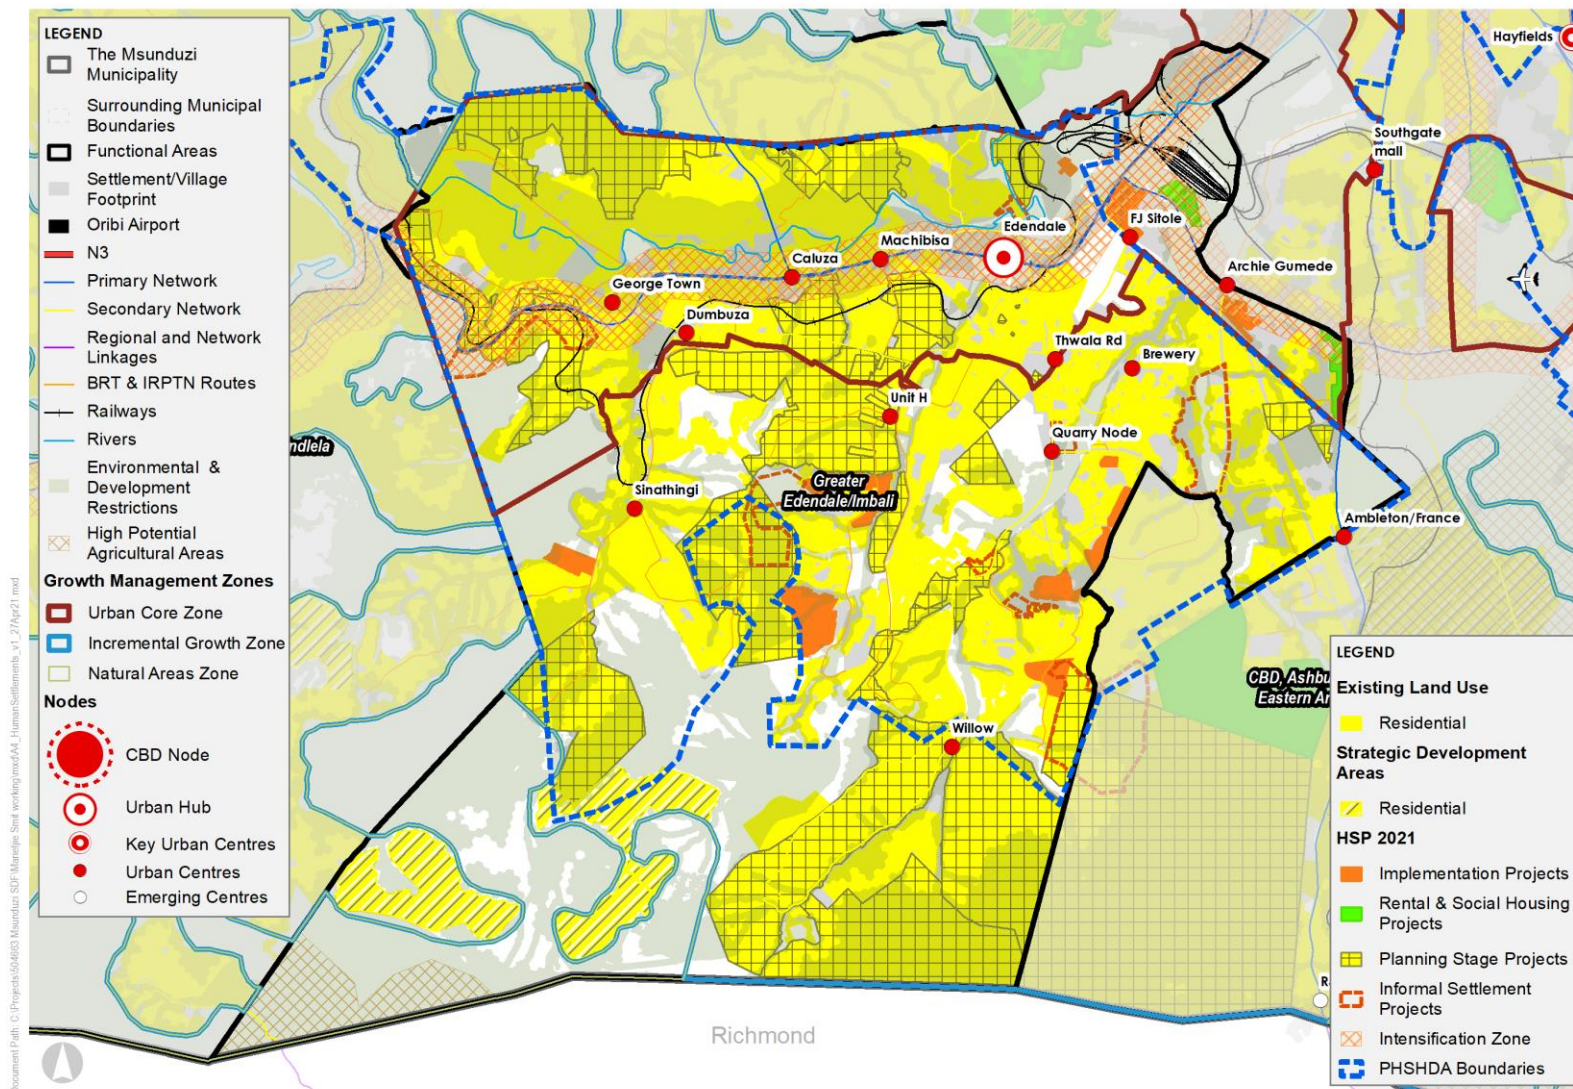 LEGEND
The Msunduzi
Municipality
Surrounding Municipal
Boundaries
Functional Areas
Settlement/Village
Footprint
Oribi Airport
N3
Primary Network
Secondary Network
Regional and Network
Linkages
BRT & IRPTN Routes
Railways
Rivers
Environmental &
Development
Restrictions
High Potential
Agricultural Areas
Growth Management Zones
Urban Core Zone
Incremental Growth Zone
Natural Areas Zone
Nodes
CBD Node
Urban Hub
Key Urban Centres
Urban Centres
Emerging Centres
Hayfields
Southgate
mall
Edendale
FJ Sitole
Machibisa
Caluza
Archie Gumede
George Town
Dumbuza
Thwala Rd
Brewery
Unit H
Quarry Node
ndlela
Greater
Edendale/Imbali
Sinathingi
Ambleton/France
CBD, Ashbu
Eastern Ar
Willow
Richmond
LEGEND
Existing Land Use
Residential
Strategic Development
Areas
Residential
HSP 2021
Implementation Projects
Rental & Social Housing
Projects
Planning Stage Projects
Informal Settlement
Projects
Intensification Zone
PHSHDA Boundaries